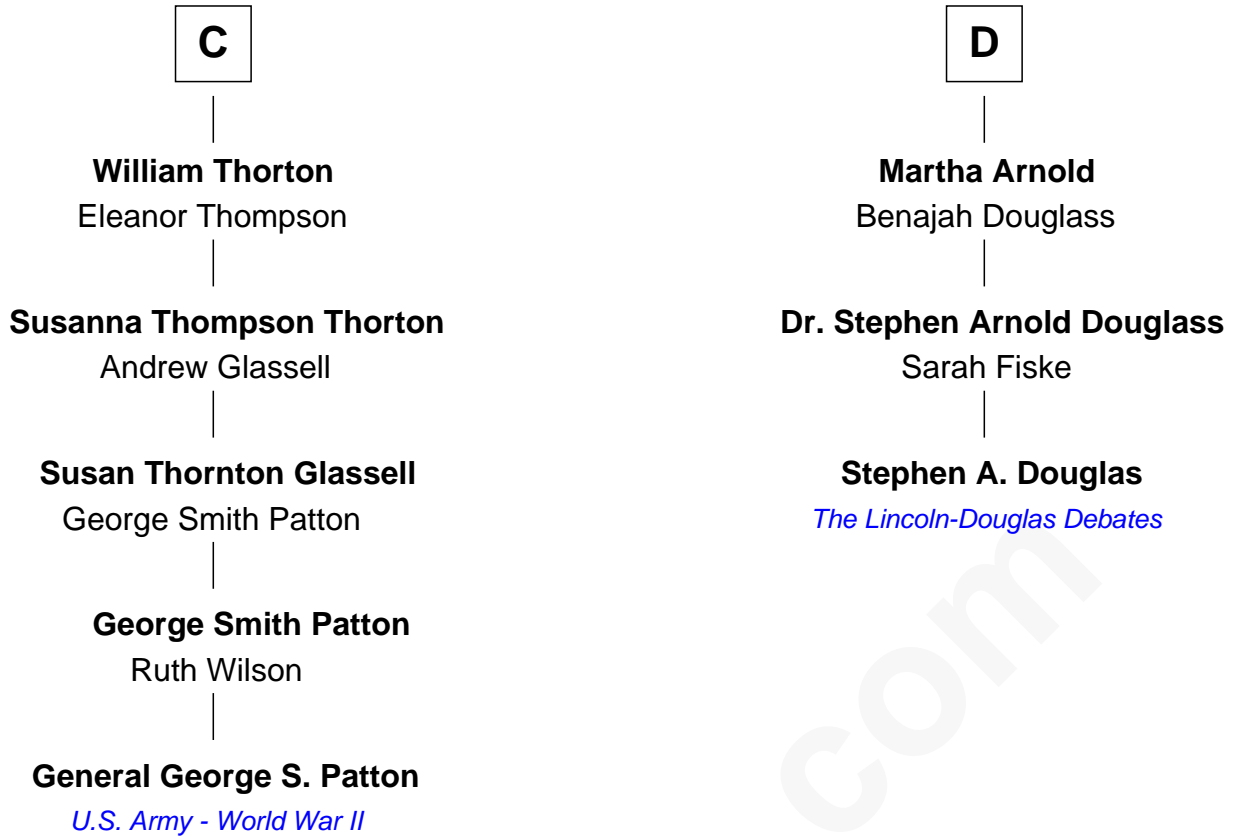 C
William Thorton
Eleanor Thompson
Susanna Thompson Thorton
Andrew Glassell
Susan Thornton Glassell
George Smith Patton
George Smith Patton
Ruth Wilson
General George S. Patton
U.S. Army - World War II
D
Martha Arnold
Benajah Douglass
Dr. Stephen Arnold Douglass
Sarah Fiske
Stephen A. Douglas
The Lincoln-Douglas Debates
com